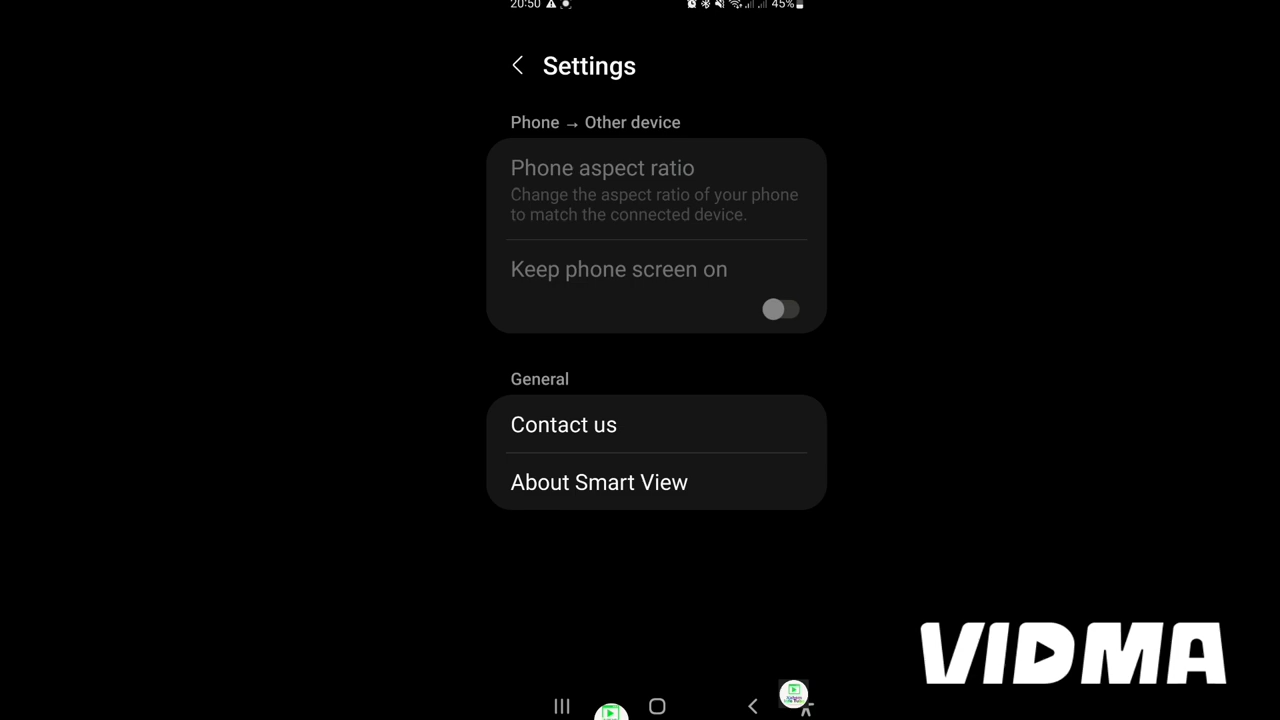 20:50 45%
Settings
Phone → Other device
Phone aspect ratio
Change the aspect ratio of your phone
to match the connected device.
Keep phone screen on
General
Contact us
About Smart View
VIDMA